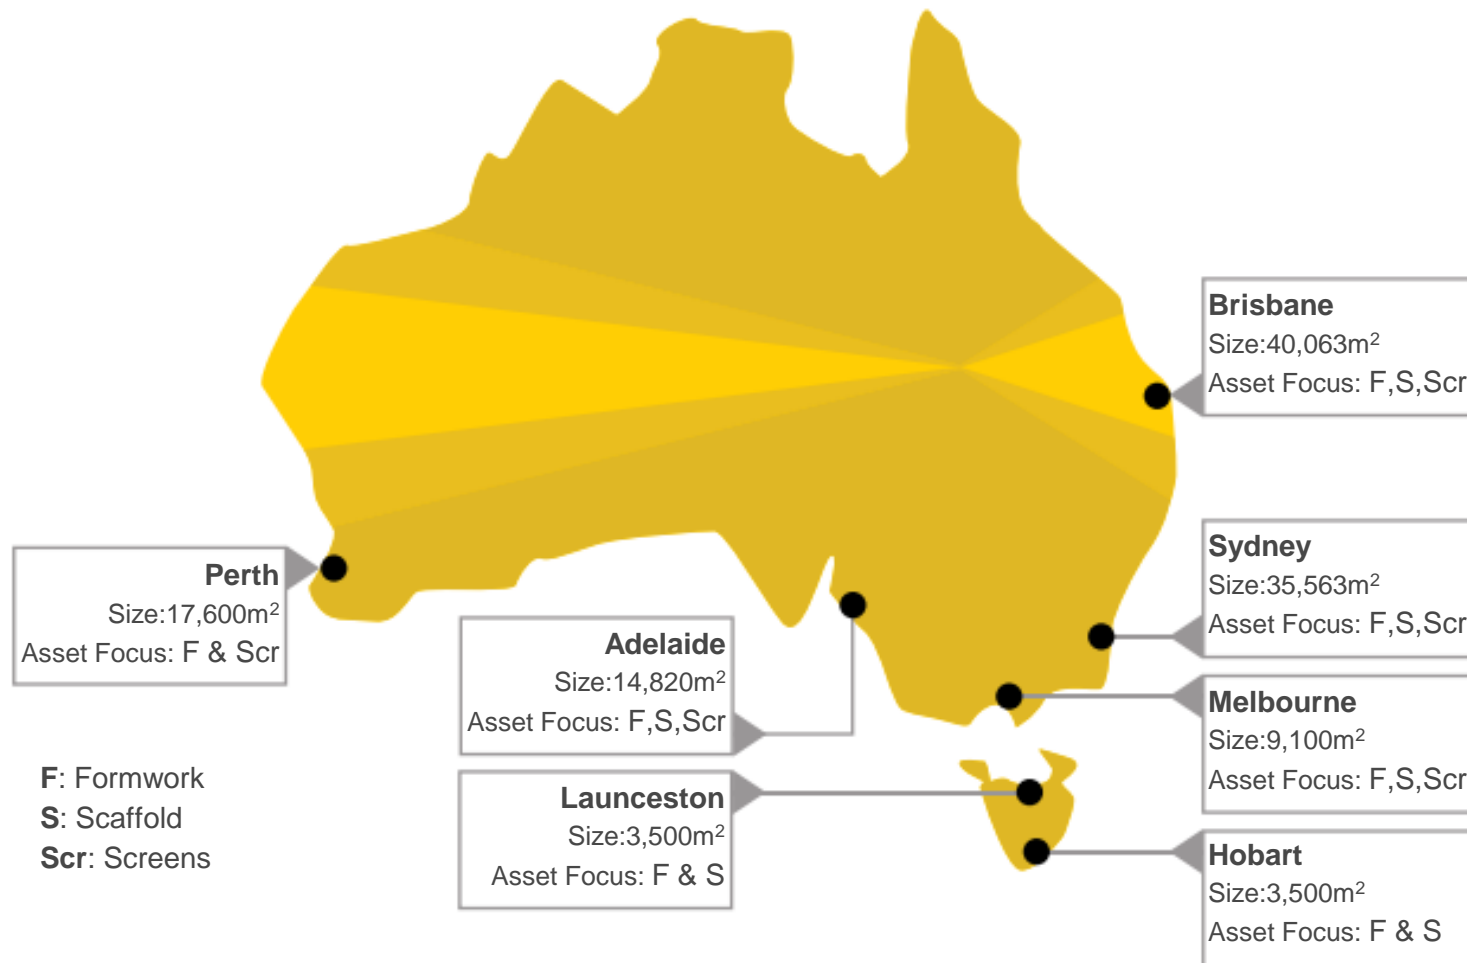 Brisbane
Size:40,063m²
Asset Focus: F,S,Scr
Sydney
Size:35,563m²
Asset Focus: F,S,Scr
Perth
Size:17,600m²
Asset Focus: F & Scr
Adelaide
Size:14,820m²
Asset Focus: F,S,Scr
Melbourne
Size:9,100m²
Asset Focus: F,S,Scr
F: Formwork
S: Scaffold
Scr: Screens
Launceston
Size:3,500m²
Asset Focus: F & S
Hobart
Size:3,500m²
Asset Focus: F & S